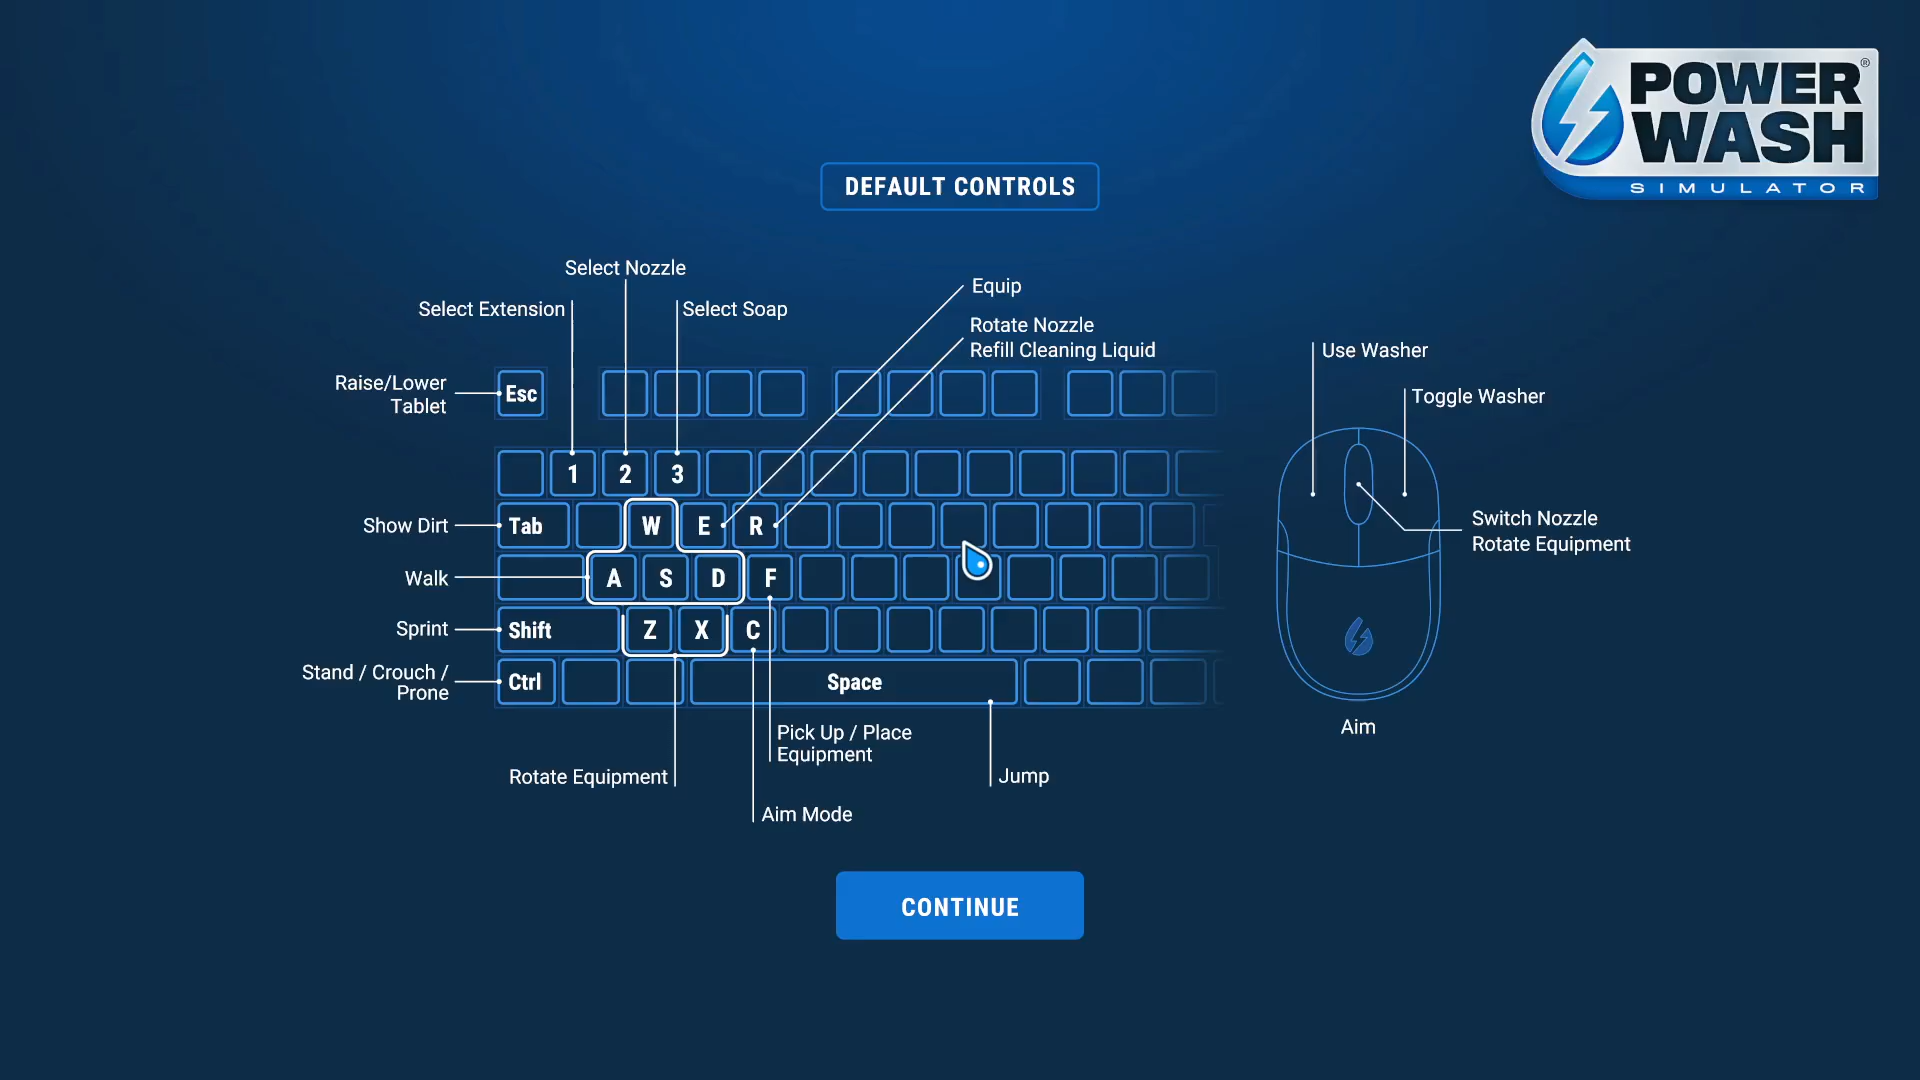 POWER®
WASH
SIMULATOR
DEFAULT CONTROLS
Select Nozzle
Select Extension
Select Soap
Equip
Rotate Nozzle
Refill Cleaning Liquid
Raise/Lower
Tablet
Esc
1 2 3
Show Dirt
Tab W E R
Walk
A S D F
Sprint
Shift Z X C
Stand / Crouch /
Prone
Ctrl Space
Pick Up / Place
Equipment
Rotate Equipment
Jump
Aim Mode
Use Washer
Toggle Washer
Switch Nozzle
Rotate Equipment
Aim
CONTINUE